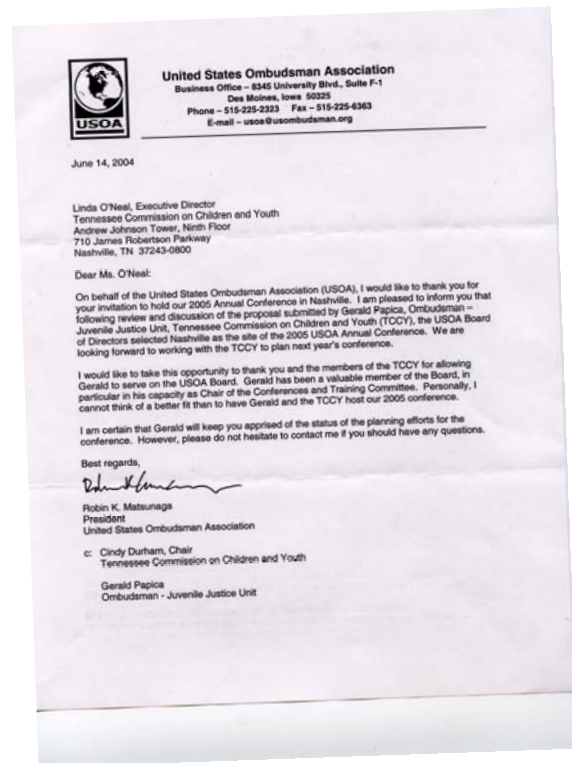 USOA
United States Ombudsman Association
Business Office – 8345 University Blvd., Suite F-1
Des Moines, Iowa 50325
Phone – 515-225-2323 Fax – 515-225-6363
E-mail – usoa@usombudsman.org
June 14, 2004
Linda O'Neal, Executive Director
Tennessee Commission on Children and Youth
Andrew Johnson Tower, Ninth Floor
710 James Robertson Parkway
Nashville, TN 37243-0800
Dear Ms. O'Neal:
On behalf of the United States Ombudsman Association (USOA), I would like to thank you for
your invitation to hold our 2005 Annual Conference in Nashville. I am pleased to inform you that
following review and discussion of the proposal submitted by Gerald Papica, Ombudsman –
Juvenile Justice Unit, Tennessee Commission on Children and Youth (TCCY), the USOA Board
of Directors selected Nashville as the site of the 2005 USOA Annual Conference. We are
looking forward to working with the TCCY to plan next year's conference.
I would like to take this opportunity to thank you and the members of the TCCY for allowing
Gerald to serve on the USOA Board. Gerald has been a valuable member of the Board, in
particular in his capacity as Chair of the Conferences and Training Committee. Personally, I
cannot think of a better fit than to have Gerald and the TCCY host our 2005 conference.
I am certain that Gerald will keep you apprised of the status of the planning efforts for the
conference. However, please do not hesitate to contact me if you should have any questions.
Best regards,
Robin K. Matsunaga
President
United States Ombudsman Association
c: Cindy Durham, Chair
Tennessee Commission on Children and Youth
Gerald Papica
Ombudsman - Juvenile Justice Unit